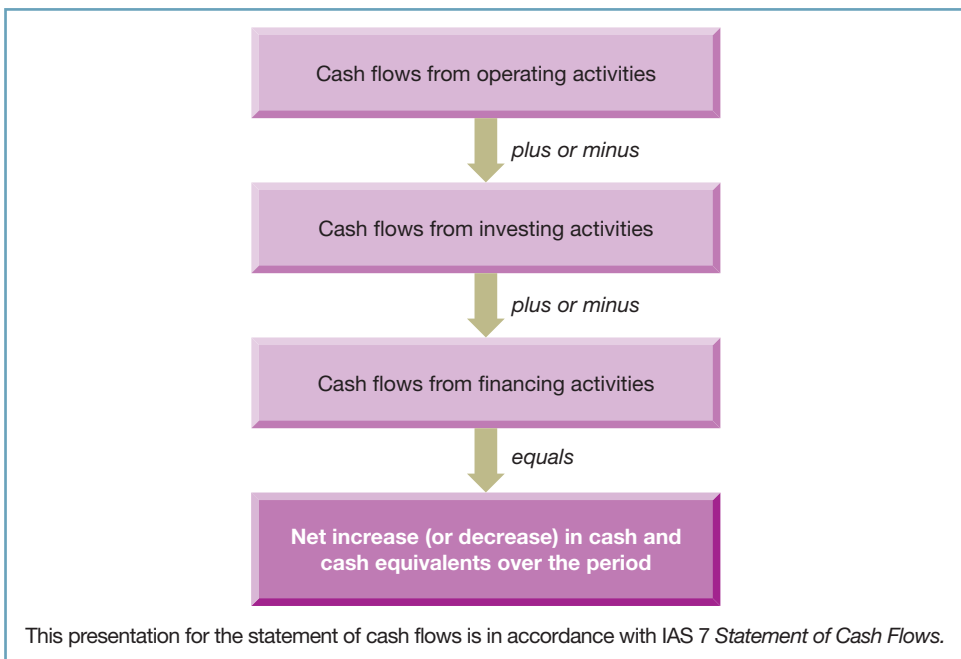 Cash flows from operating activities
plus or minus
Cash flows from investing activities
plus or minus
Cash flows from financing activities
equals
Net increase (or decrease) in cash and
cash equivalents over the period
This presentation for the statement of cash flows is in accordance with IAS 7 Statement of Cash Flows.